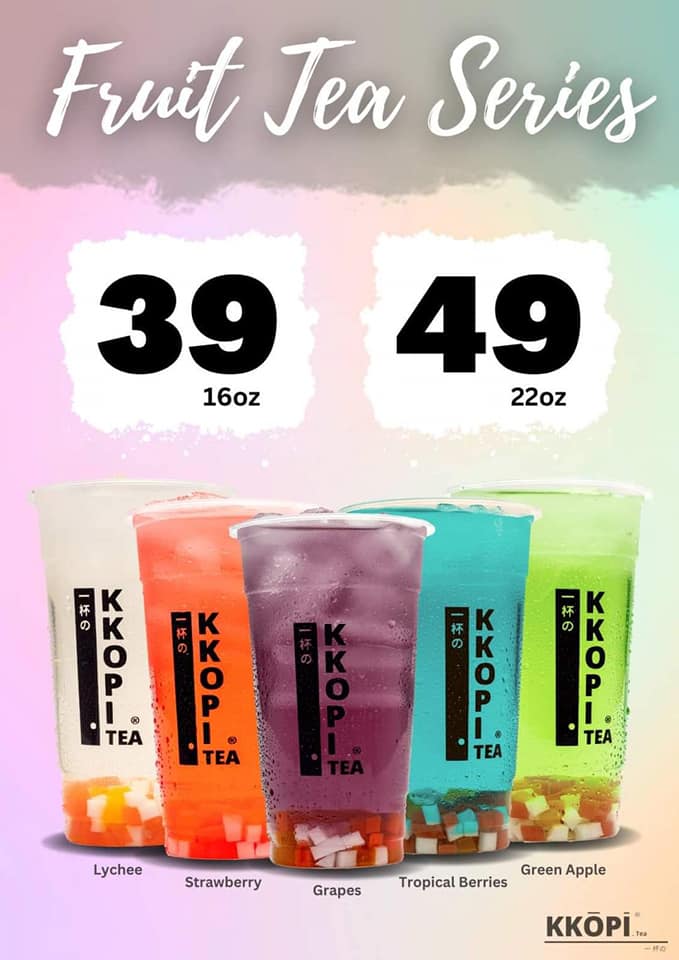 Fruit Tea Series
39
16oz
49
22oz
一杯の
KKOPI
®
TEA
一杯の
KKOPI
®
TEA
一杯の
KKOPI
®
TEA
一杯の
KKOPI
®
TEA
一杯の
KKOPI
®
TEA
Lychee
Strawberry
Grapes
Tropical Berries
Green Apple
KKŌPĪ ®
. Tea
一杯の